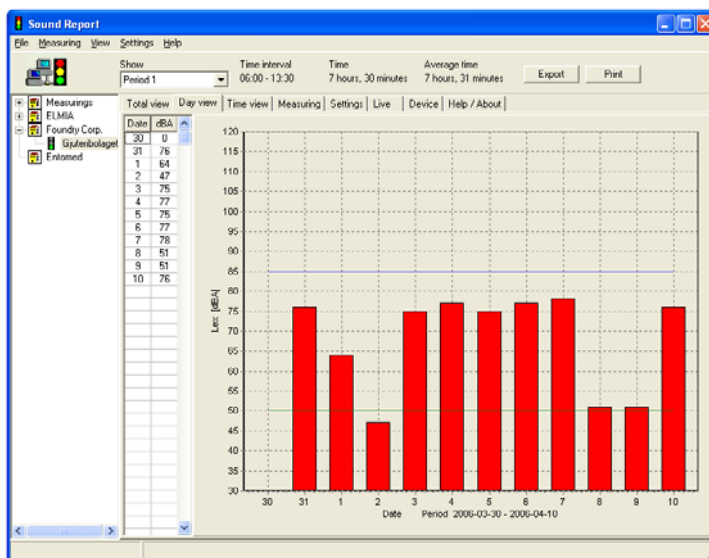 Sound Report
File Measuring View Settings Help
Show
Period 1
Time interval
06:00 - 13:30
Time
7 hours, 30 minutes
Average time
7 hours, 31 minutes
Export
Print
Measurings
ELMIA
Foundry Corp.
Gjuteribolaget
Entomed
Total view Day view Time view Measuring Settings Live Device Help / About
Date dBA
30 0
31 76
1 64
2 47
3 75
4 77
5 75
6 77
7 78
8 51
9 51
10 76
Lex [dBA]
120
115
110
105
100
95
90
85
80
75
70
65
60
55
50
45
40
35
30
30 31 1 2 3 4 5 6 7 8 9 10
Date Period 2006-03-30 - 2006-04-10